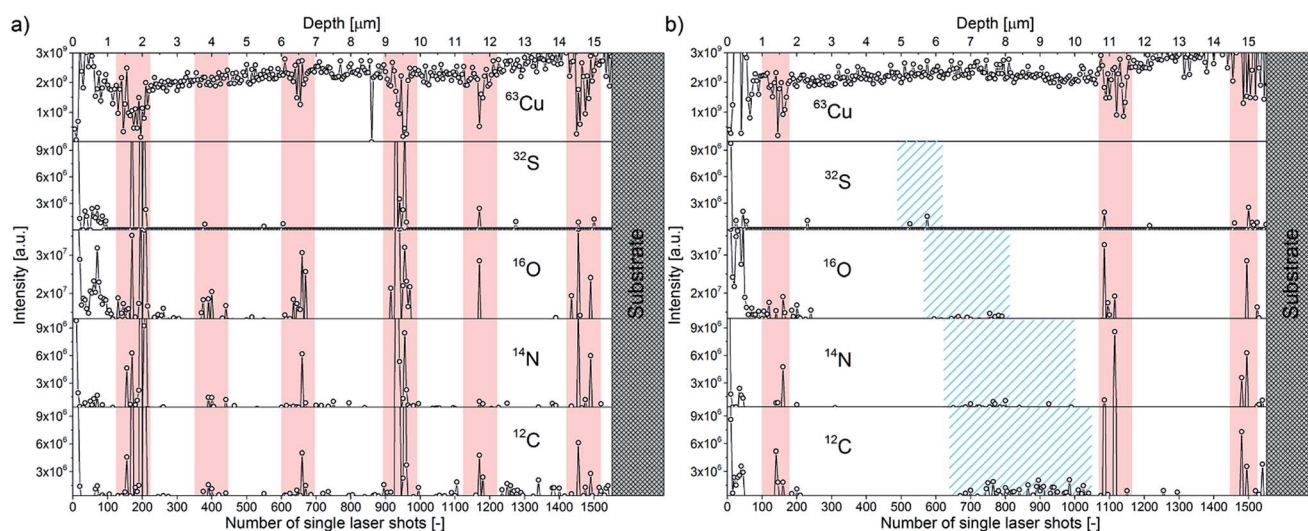 a)
Depth [μm]
0 1 2 3 4 5 6 7 8 9 10 11 12 13 14 15
3x10⁹
2x10⁹
1x10⁹
⁶³Cu
9x10⁶
6x10⁶
3x10⁶
³²S
3x10⁷
2x10⁷
¹⁶O
9x10⁶
6x10⁶
3x10⁶
¹⁴N
9x10⁶
6x10⁶
3x10⁶
¹²C
Intensity [a.u.]
Substrate
0 100 200 300 400 500 600 700 800 900 1000 1100 1200 1300 1400 1500
Number of single laser shots [-]
b)
Depth [μm]
0 1 2 3 4 5 6 7 8 9 10 11 12 13 14 15
3x10⁹
2x10⁹
1x10⁹
⁶³Cu
9x10⁶
6x10⁶
3x10⁶
³²S
3x10⁷
2x10⁷
¹⁶O
9x10⁶
6x10⁶
3x10⁶
¹⁴N
9x10⁶
6x10⁶
3x10⁶
¹²C
Intensity [a.u.]
Substrate
0 100 200 300 400 500 600 700 800 900 1000 1100 1200 1300 1400 1500
Number of single laser shots [-]